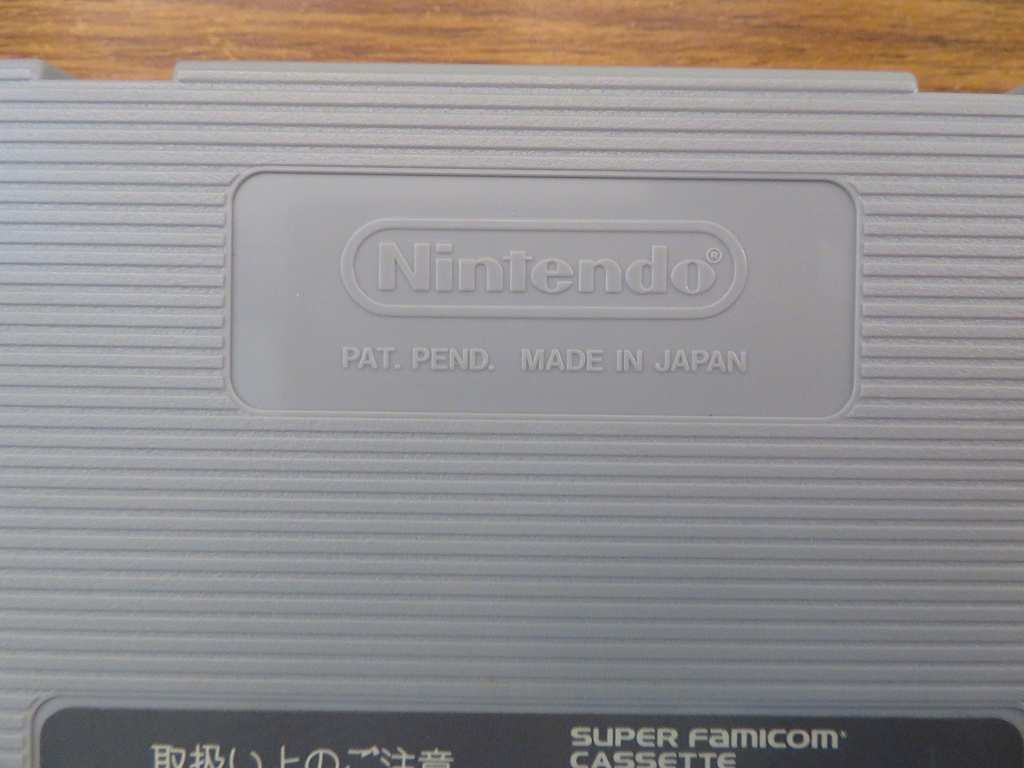 Nintendo®
PAT. PEND. MADE IN JAPAN
取扱い上のご注意
SUPER FAMICOM
CASSETTE